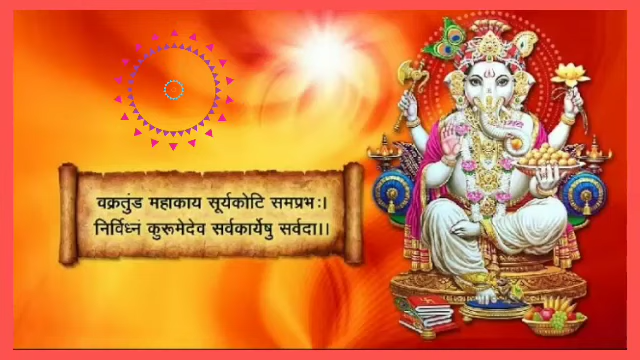 वक्रतुंड महाकाय सूर्यकोटि समप्रभः।
निर्विध्नं कुरूमेदेव सर्वकार्येषु सर्वदा।।